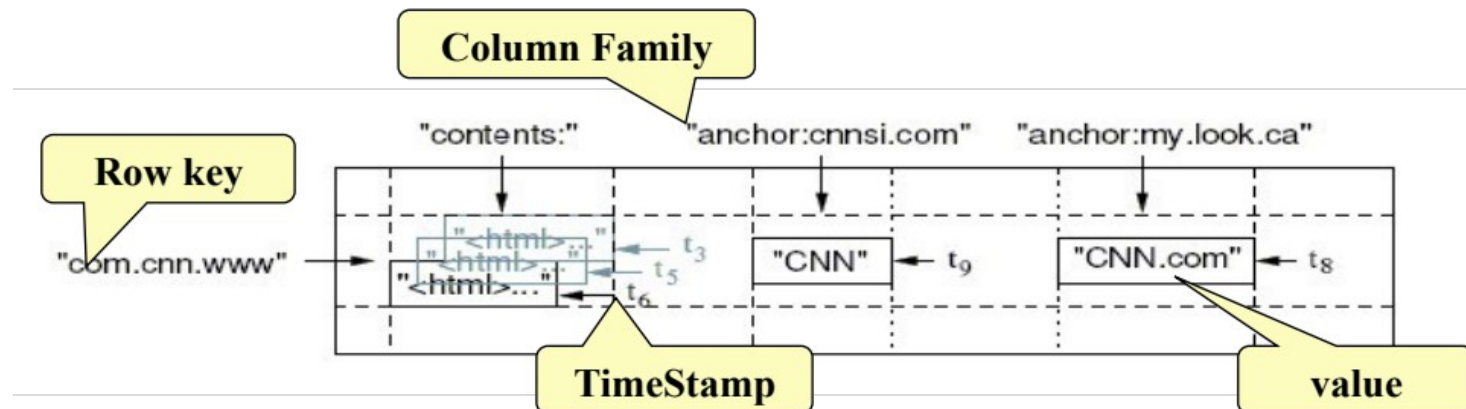 Column Family
"contents:" "anchor:cnnsi.com" "anchor:my.look.ca"
Row key
"<html>..." t3
"com.cnn.www" "<html>..." t5 "CNN" t9 "CNN.com" t8
"<html>..." t6
TimeStamp value